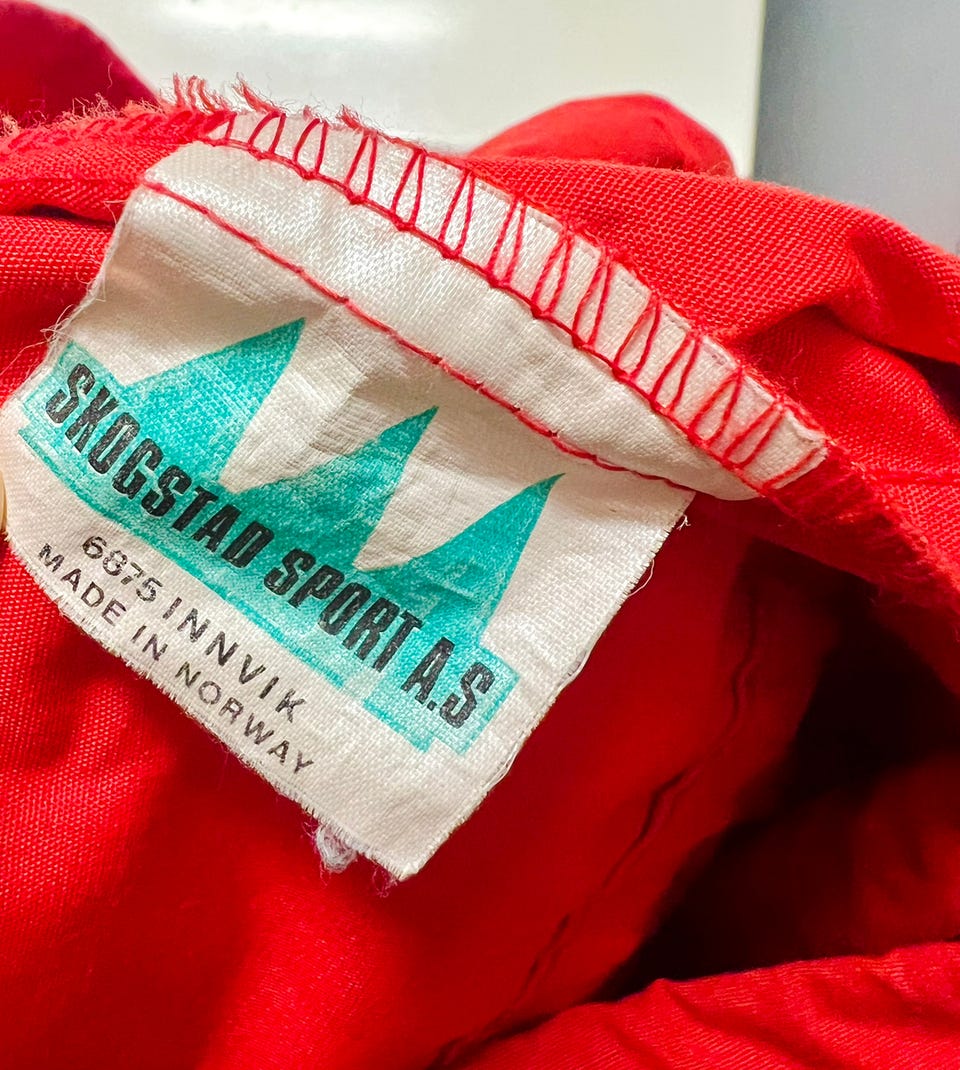 SKOGSTAD SPORT A.S
6875 INNVIK
MADE IN NORWAY